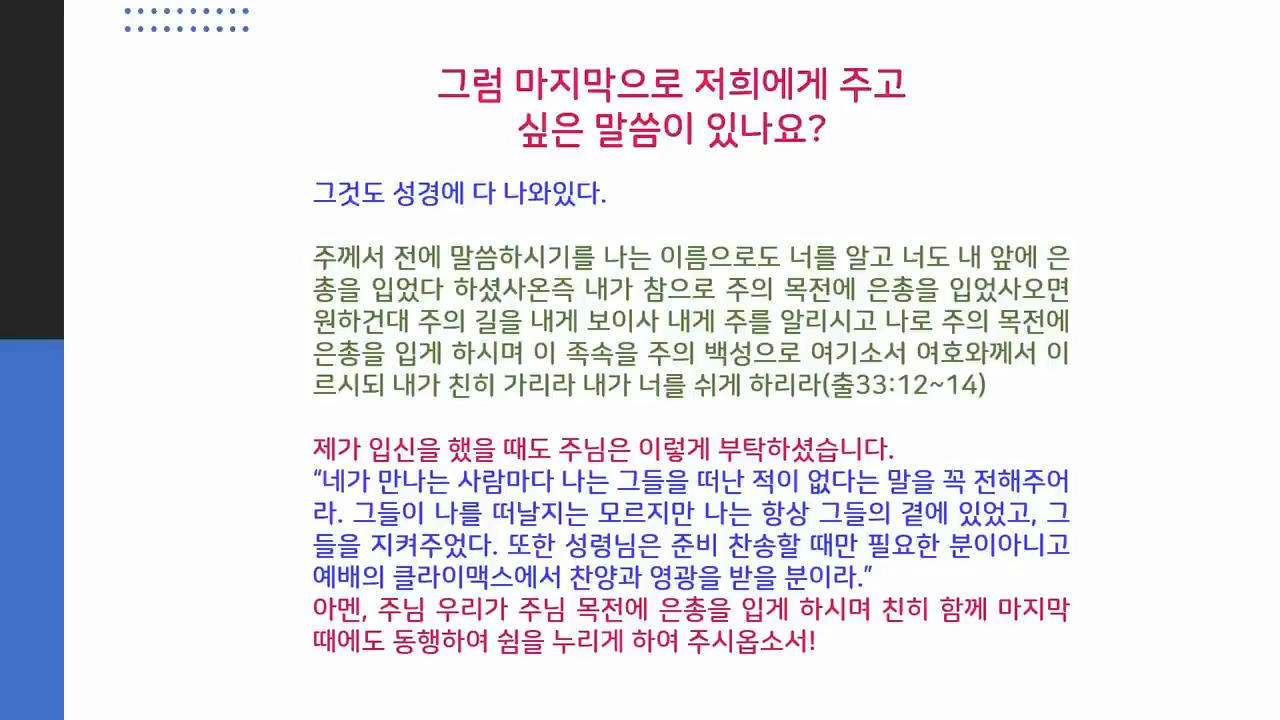 그럼 마지막으로 저희에게 주고
싶은 말씀이 있나요?
그것도 성경에 다 나와있다.
주께서 전에 말씀하시기를 나는 이름으로도 너를 알고 너도 내 앞에 은
총을 입었다 하셨사온즉 내가 참으로 주의 목전에 은총을 입었사오면
원하건대 주의 길을 내게 보이사 내게 주를 알리시고 나로 주의 목전에
은총을 입게 하시며 이 족속을 주의 백성으로 여기소서 여호와께서 이
르시되 내가 친히 가리라 내가 너를 쉬게 하리라(출33:12~14)
제가 입신을 했을 때도 주님은 이렇게 부탁하셨습니다.
“네가 만나는 사람마다 나는 그들을 떠난 적이 없다는 말을 꼭 전해주어
라. 그들이 나를 떠날지는 모르지만 나는 항상 그들의 곁에 있었고, 그
들을 지켜주었다. 또한 성령님은 준비 찬송할 때만 필요한 분이아니고
예배의 클라이맥스에서 찬양과 영광을 받을 분이라.”
아멘, 주님 우리가 주님 목전에 은총을 입게 하시며 친히 함께 마지막
때에도 동행하여 쉼을 누리게 하여 주시옵소서!